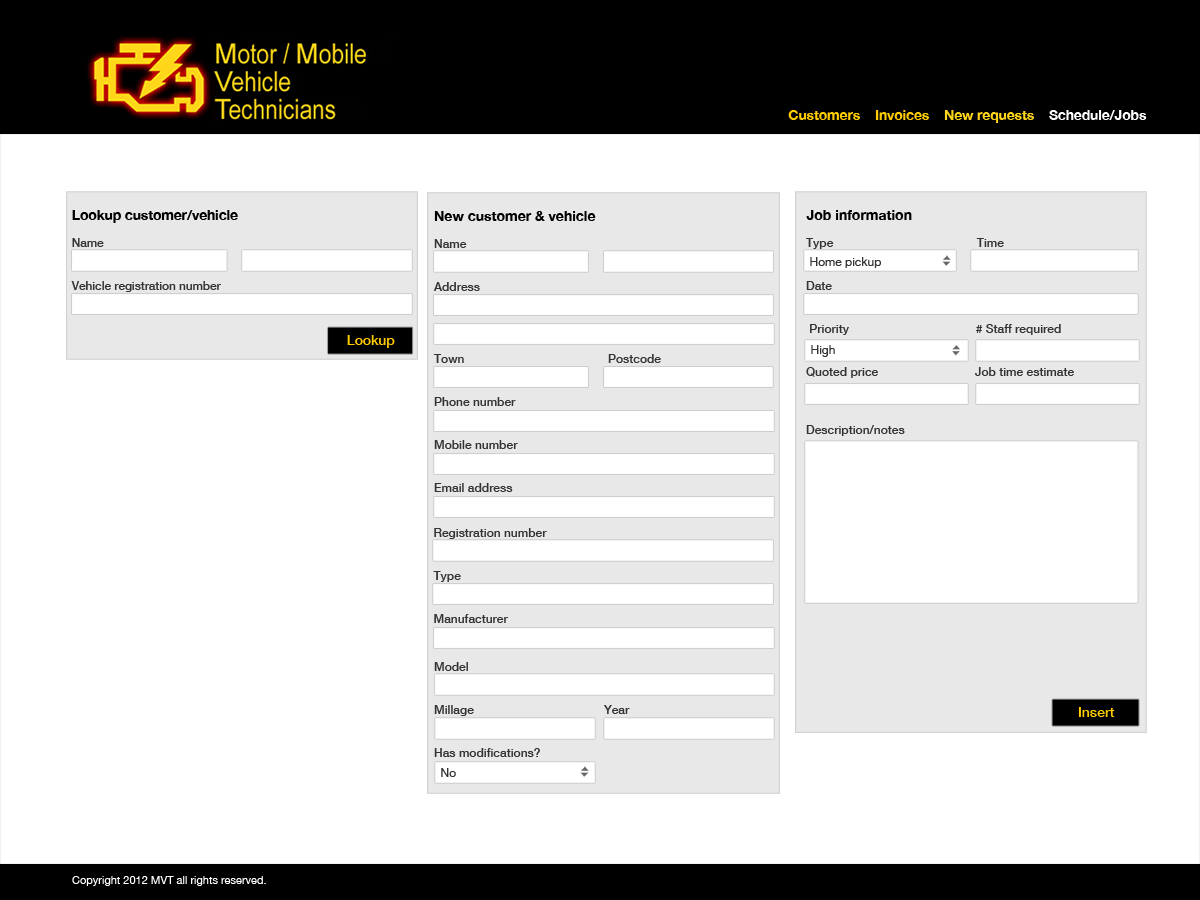 Motor / Mobile
Vehicle
Technicians
Customers Invoices New requests Schedule/Jobs
Lookup customer/vehicle
Name
Vehicle registration number
Lookup
New customer & vehicle
Name
Address
Town Postcode
Phone number
Mobile number
Email address
Registration number
Type
Manufacturer
Model
Millage Year
Has modifications?
No
Job information
Type Time
Home pickup
Date
Priority # Staff required
High
Quoted price Job time estimate
Description/notes
Insert
Copyright 2012 MVT all rights reserved.